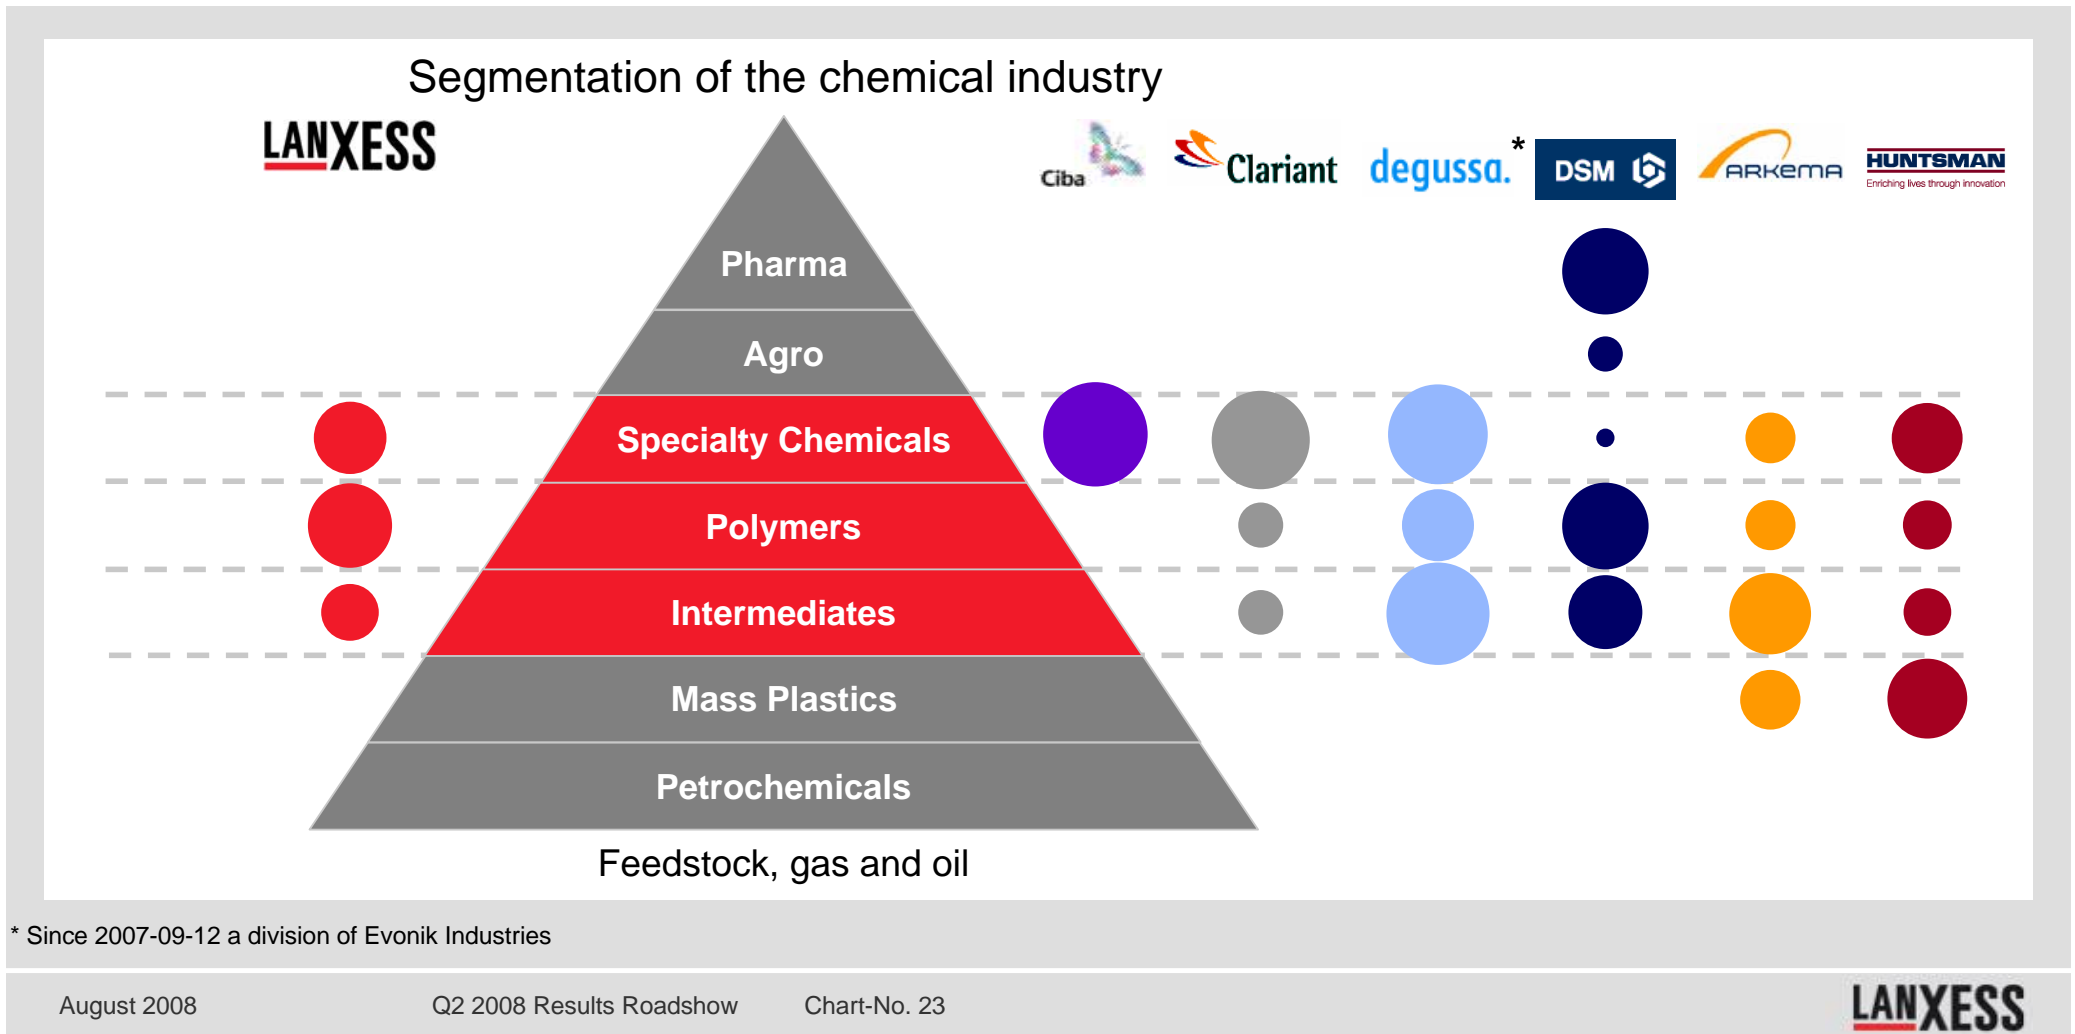 Segmentation of the chemical industry
LANXESS
Ciba
Clariant
degussa.
*
DSM
ARKEMA
HUNTSMAN
Enriching lives through innovation
Pharma
Agro
Specialty Chemicals
Polymers
Intermediates
Mass Plastics
Petrochemicals
Feedstock, gas and oil
* Since 2007-09-12 a division of Evonik Industries
August 2008
Q2 2008 Results Roadshow
Chart-No. 23
LANXESS